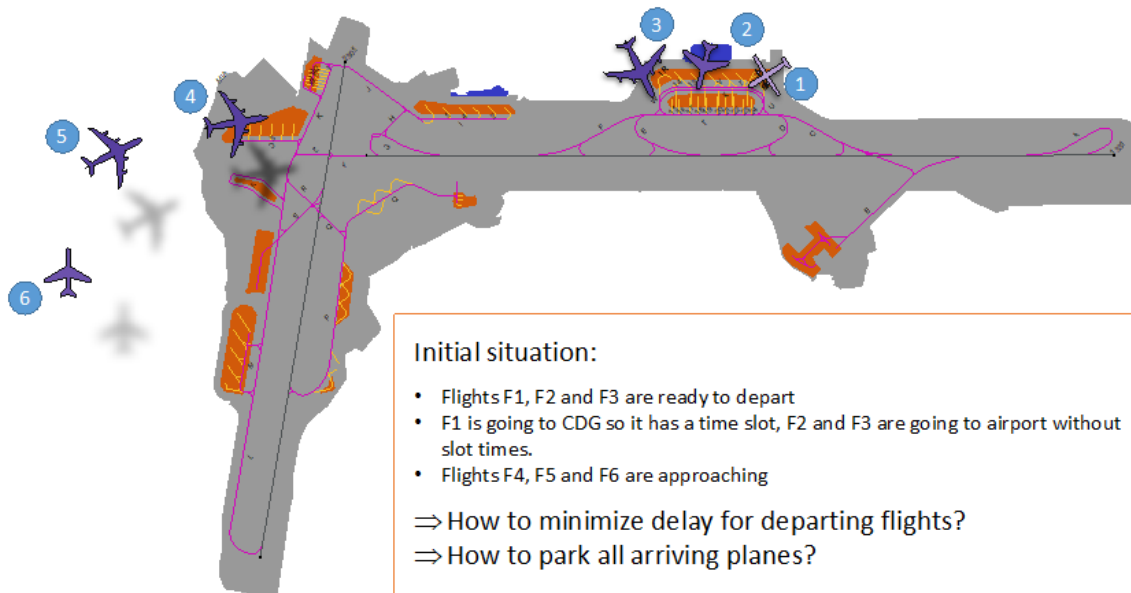 3
2
1
4
5
6
J
K
H
I
G
F
W
R
U
E
T
D
C
A
B
F
R
S
Q
O
P
M
L
Initial situation:
• Flights F1, F2 and F3 are ready to depart
• F1 is going to CDG so it has a time slot, F2 and F3 are going to airport without
slot times.
• Flights F4, F5 and F6 are approaching
⇒ How to minimize delay for departing flights?
⇒ How to park all arriving planes?